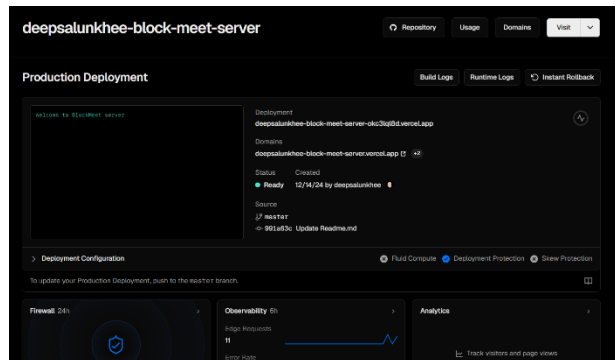 deepsalunkhee-block-meet-server
Repository
Usage
Domains
Visit
Production Deployment
Build Logs
Runtime Logs
Instant Rollback
Welcome to BlockMeet server
Deployment
deepsalunkhee-block-meet-server-okc3lql8d.vercel.app
Domains
deepsalunkhee-block-meet-server.vercel.app +2
Status Created
Ready 12/14/24 by deepsalunkhee
Source
master
991a83c Update Readme.md
Deployment Configuration
Fluid Compute Deployment Protection Skew Protection
To update your Production Deployment, push to the master branch.
Firewall 24h
Observability 6h
Edge Requests
11
Error Rate
Analytics
Track visitors and page views